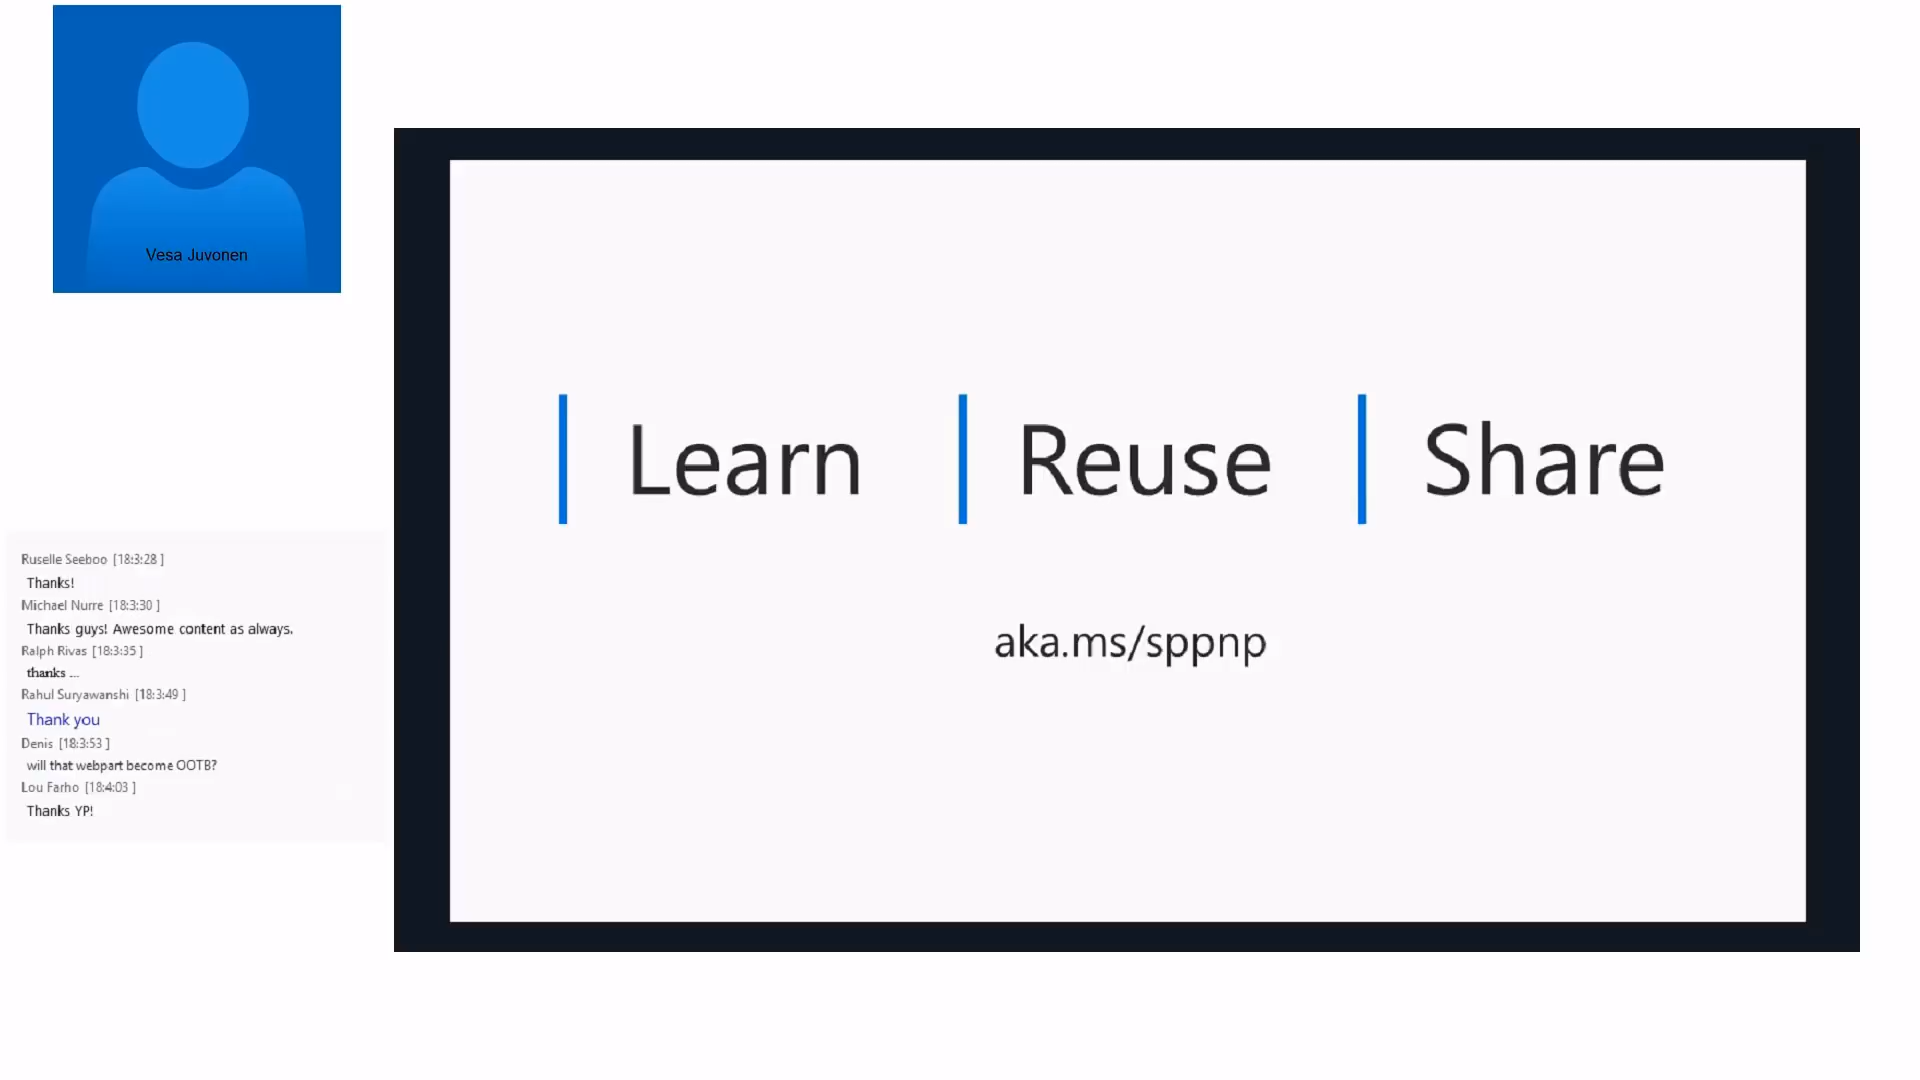 Vesa Juvonen
Ruselle Seeboo [18:3:28 ]
Thanks!
Michael Nurre [18:3:30 ]
Thanks guys! Awesome content as always.
Ralph Rivas [18:3:35 ]
thanks ...
Rahul Suryawanshi [18:3:49 ]
Thank you
Denis [18:3:53 ]
will that webpart become OOTB?
Lou Farho [18:4:03 ]
Thanks YP!
Learn Reuse Share
aka.ms/sppnp